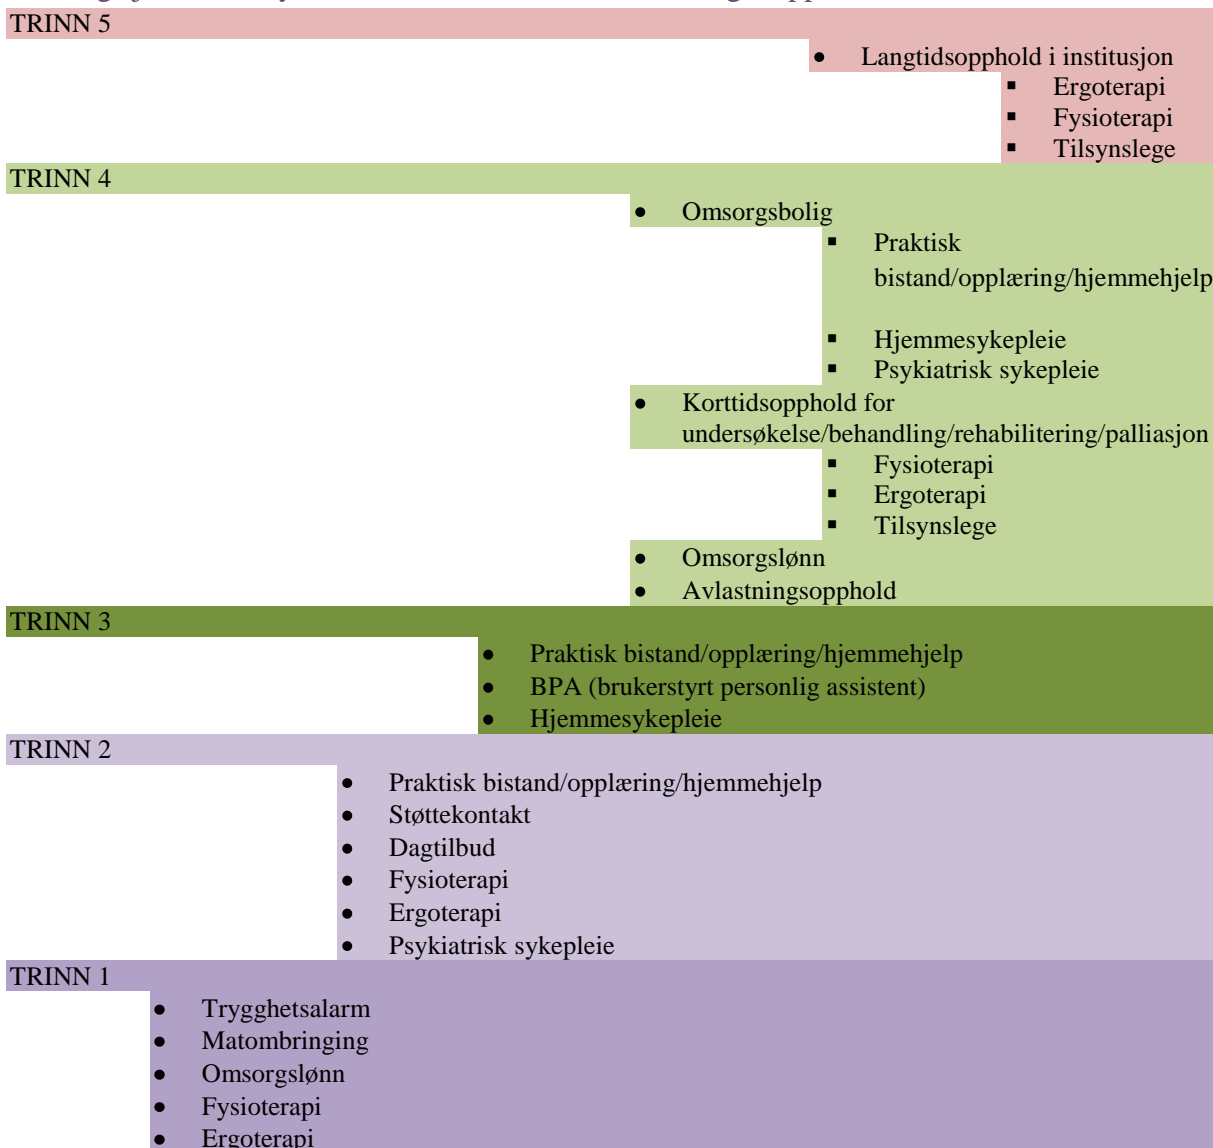 TRINN 5
• Langtidsopphold i institusjon
▪ Ergoterapi
▪ Fysioterapi
▪ Tilsynslege
TRINN 4
• Omsorgsbolig
▪ Praktisk
bistand/opplæring/hjemmehjelp
▪ Hjemmesykepleie
▪ Psykiatrisk sykepleie
• Korttidsopphold for
undersøkelse/behandling/rehabilitering/palliasjon
▪ Fysioterapi
▪ Ergoterapi
▪ Tilsynslege
• Omsorgslønn
• Avlastningsopphold
TRINN 3
• Praktisk bistand/opplæring/hjemmehjelp
• BPA (brukerstyrt personlig assistent)
• Hjemmesykepleie
TRINN 2
• Praktisk bistand/opplæring/hjemmehjelp
• Støttekontakt
• Dagtilbud
• Fysioterapi
• Ergoterapi
• Psykiatrisk sykepleie
TRINN 1
• Trygghetsalarm
• Matombringing
• Omsorgslønn
• Fysioterapi
• Ergoterapi